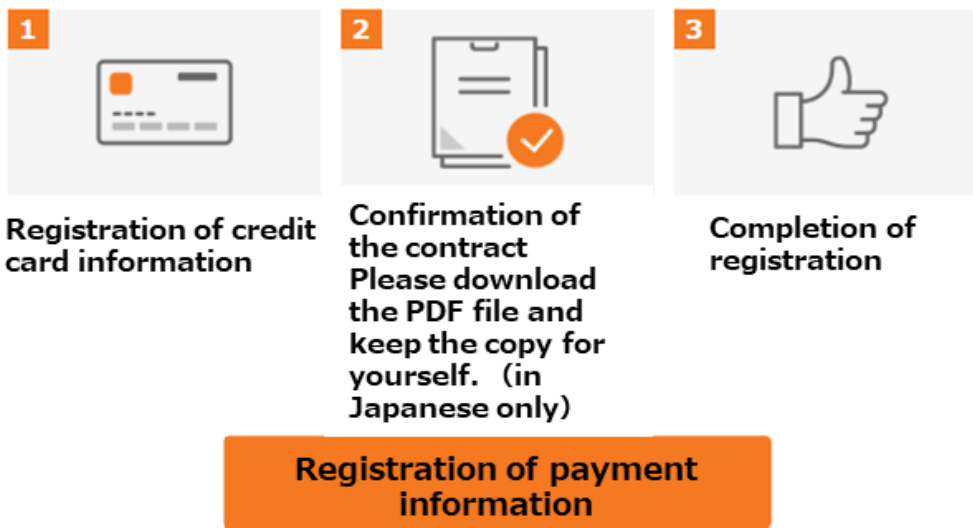 1
Registration of credit
card information
2
Confirmation of
the contract
Please download
the PDF file and
keep the copy for
yourself. （in
Japanese only）
3
Completion of
registration
Registration of payment
information